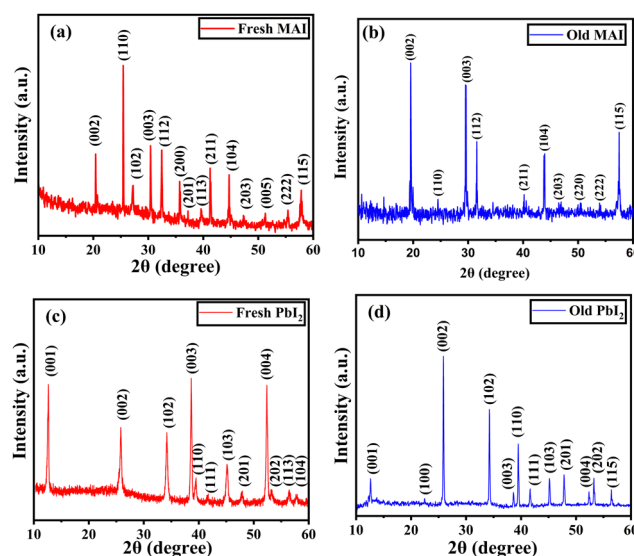 (a)
Fresh MAI
(110)
(002)
(102)
(003)
(112)
(200)
(201)
(113)
(211)
(104)
(203)
(005)
(222)
(115)
Intensity (a.u.)
10 20 30 40 50 60
2θ (degree)
(b)
Old MAI
(002)
(110)
(003)
(112)
(211)
(104)
(203)
(220)
(222)
(115)
Intensity (a.u.)
10 20 30 40 50 60
2θ (degree)
(c)
Fresh PbI₂
(001)
(002)
(102)
(003)
(110)
(111)
(103)
(201)
(004)
(202)
(113)
(104)
Intensity (a.u.)
10 20 30 40 50 60
2θ (degree)
(d)
Old PbI₂
(001)
(100)
(002)
(102)
(003)
(110)
(111)
(103)
(201)
(004)
(202)
(115)
Intensity (a.u.)
10 20 30 40 50 60
2θ (degree)